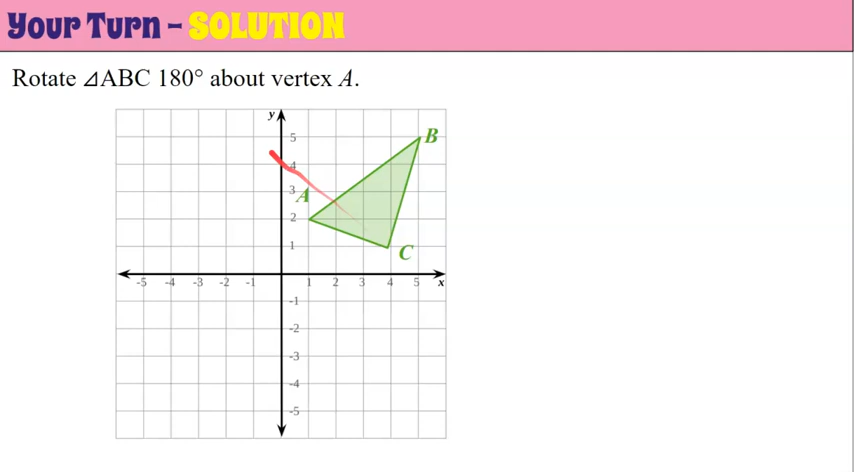 Your Turn – SOLUTION
Rotate ⊿ABC 180° about vertex A.
y
5
B
4
3
A
2
1
C
-5 -4 -3 -2 -1 1 2 3 4 5 x
-1
-2
-3
-4
-5